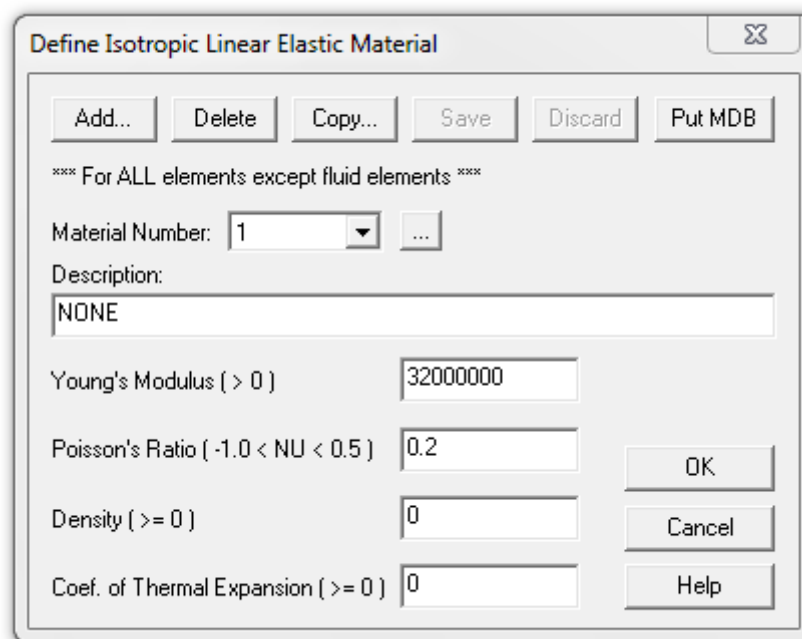 Define Isotropic Linear Elastic Material
Add... Delete Copy... Save Discard Put MDB
*** For ALL elements except fluid elements ***
Material Number: 1 ...
Description:
NONE
Young's Modulus ( > 0 ) 32000000
Poisson's Ratio ( -1.0 < NU < 0.5 ) 0.2
OK
Density ( >= 0 ) 0
Cancel
Coef. of Thermal Expansion ( >= 0 ) 0
Help